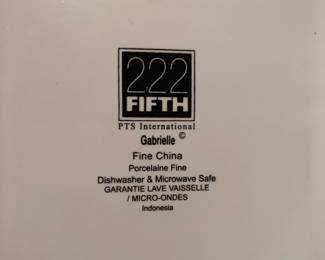 222
FIFTH
PTS International
Gabrielle ©
Fine China
Porcelaine Fine
Dishwasher & Microwave Safe
GARANTIE LAVE VAISSELLE
/ MICRO-ONDES
Indonesia